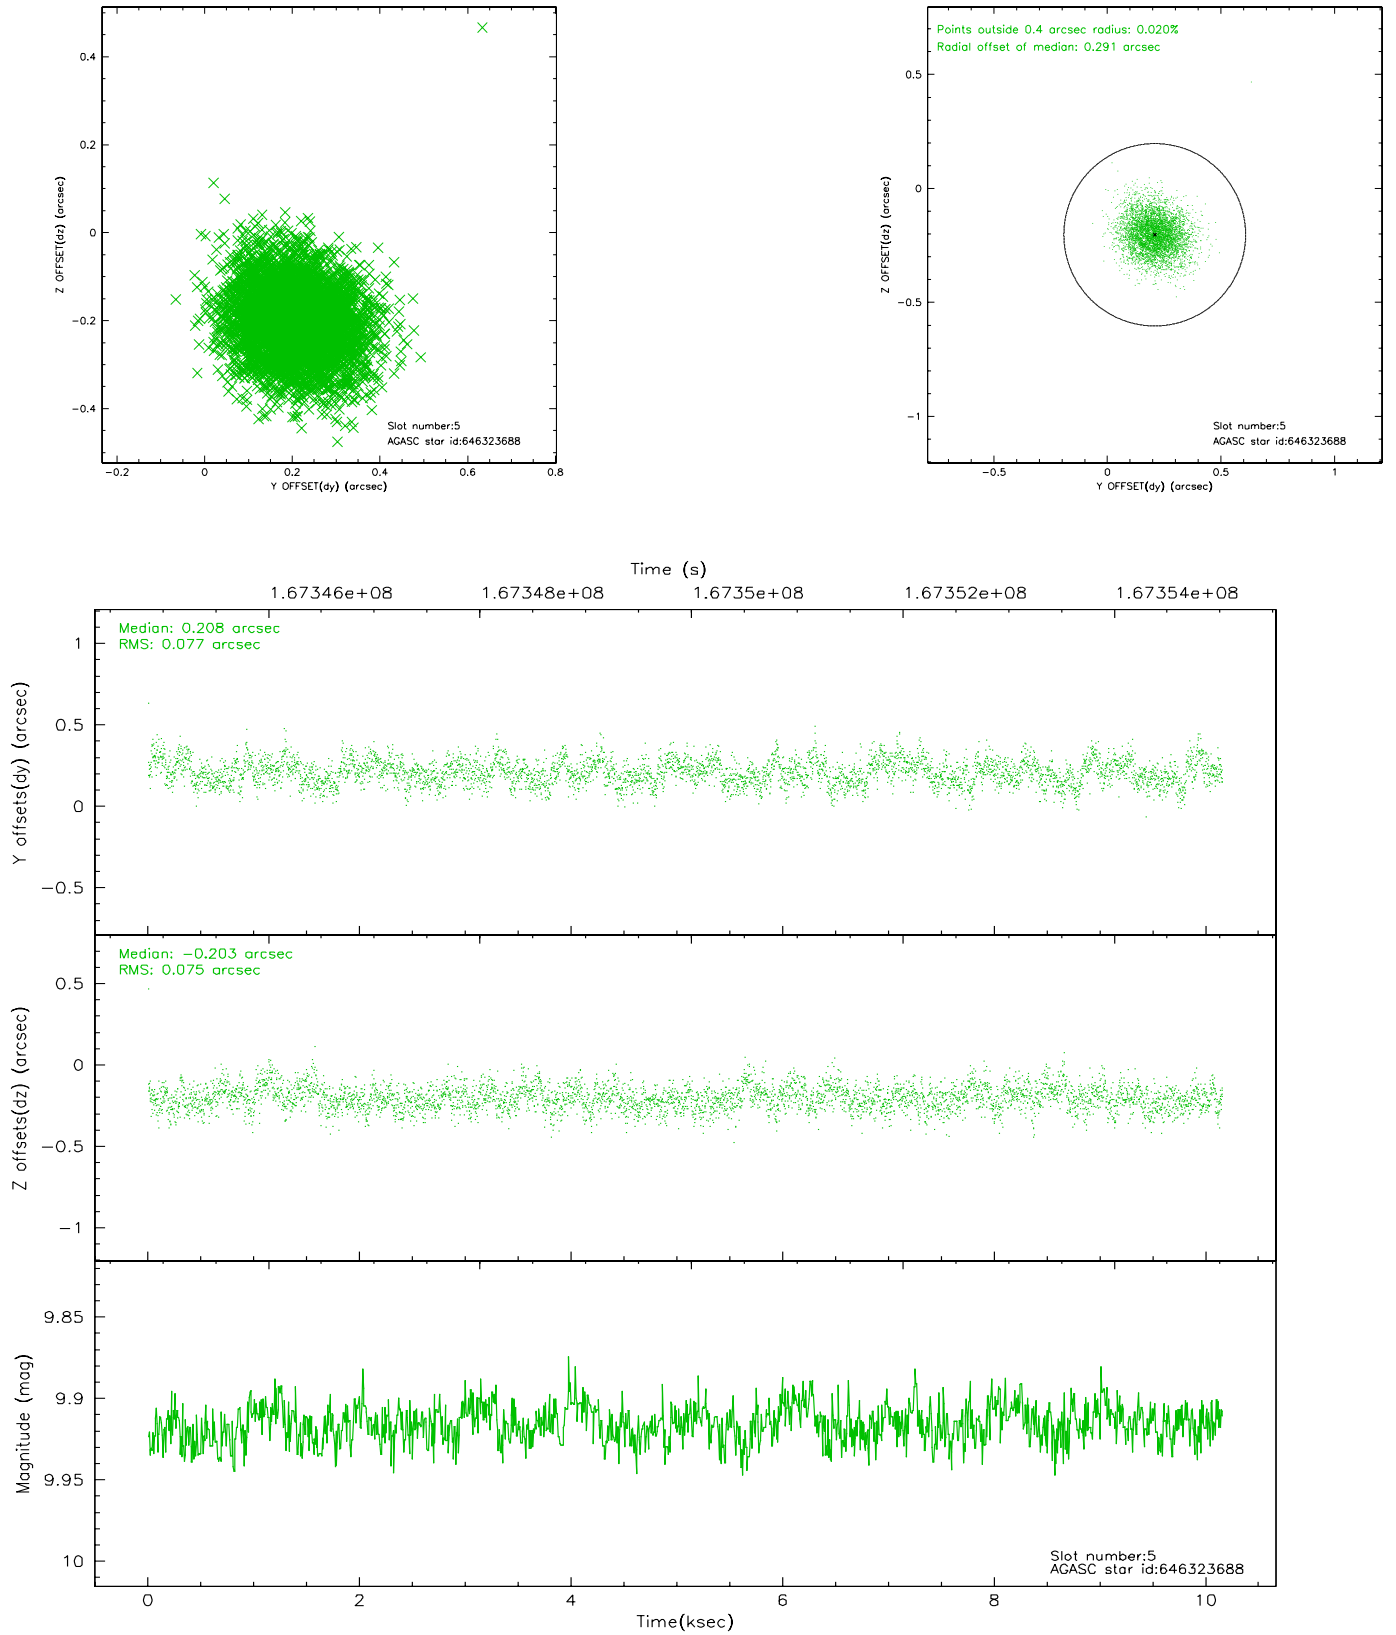 0.4
0.2
0
−0.2
−0.4
Z OFFSET(dz) (arcsec)
−0.2 0 0.2 0.4 0.6 0.8
Y OFFSET(dy) (arcsec)
Slot number:5
AGASC star id:646323688
Points outside 0.4 arcsec radius: 0.020%
Radial offset of median: 0.291 arcsec
0.5
0
−0.5
−1
Z OFFSET(dz) (arcsec)
−0.5 0 0.5 1
Y OFFSET(dy) (arcsec)
Slot number:5
AGASC star id:646323688
Time (s)
1.67346e+08 1.67348e+08 1.6735e+08 1.67352e+08 1.67354e+08
Median: 0.208 arcsec
RMS: 0.077 arcsec
1
0.5
0
−0.5
Y offsets(dy) (arcsec)
Median: −0.203 arcsec
RMS: 0.075 arcsec
0.5
0
−0.5
−1
Z offsets(dz) (arcsec)
9.85
9.9
9.95
10
Magnitude (mag)
Slot number:5
AGASC star id:646323688
0 2 4 6 8 10
Time(ksec)